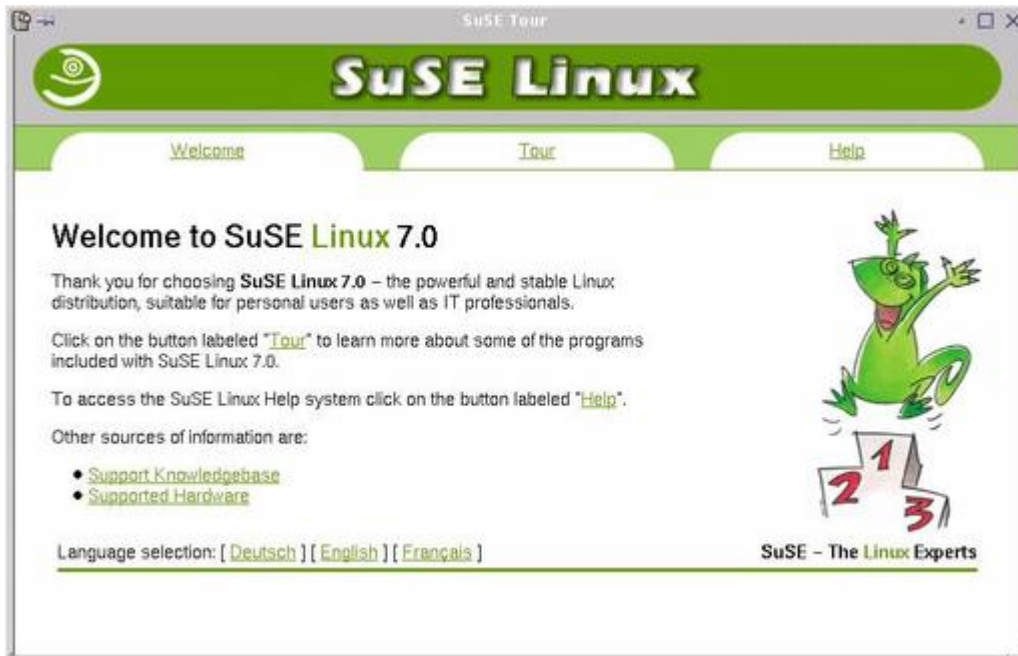 SuSE Tour
SuSE Linux
Welcome
Tour
Help
Welcome to SuSE Linux 7.0
Thank you for choosing SuSE Linux 7.0 – the powerful and stable Linux
distribution, suitable for personal users as well as IT professionals.
Click on the button labeled "Tour" to learn more about some of the programs
included with SuSE Linux 7.0.
To access the SuSE Linux Help system click on the button labeled "Help".
Other sources of information are:
• Support Knowledgebase
• Supported Hardware
1
2
3
Language selection: [ Deutsch ] [ English ] [ Français ]
SuSE – The Linux Experts